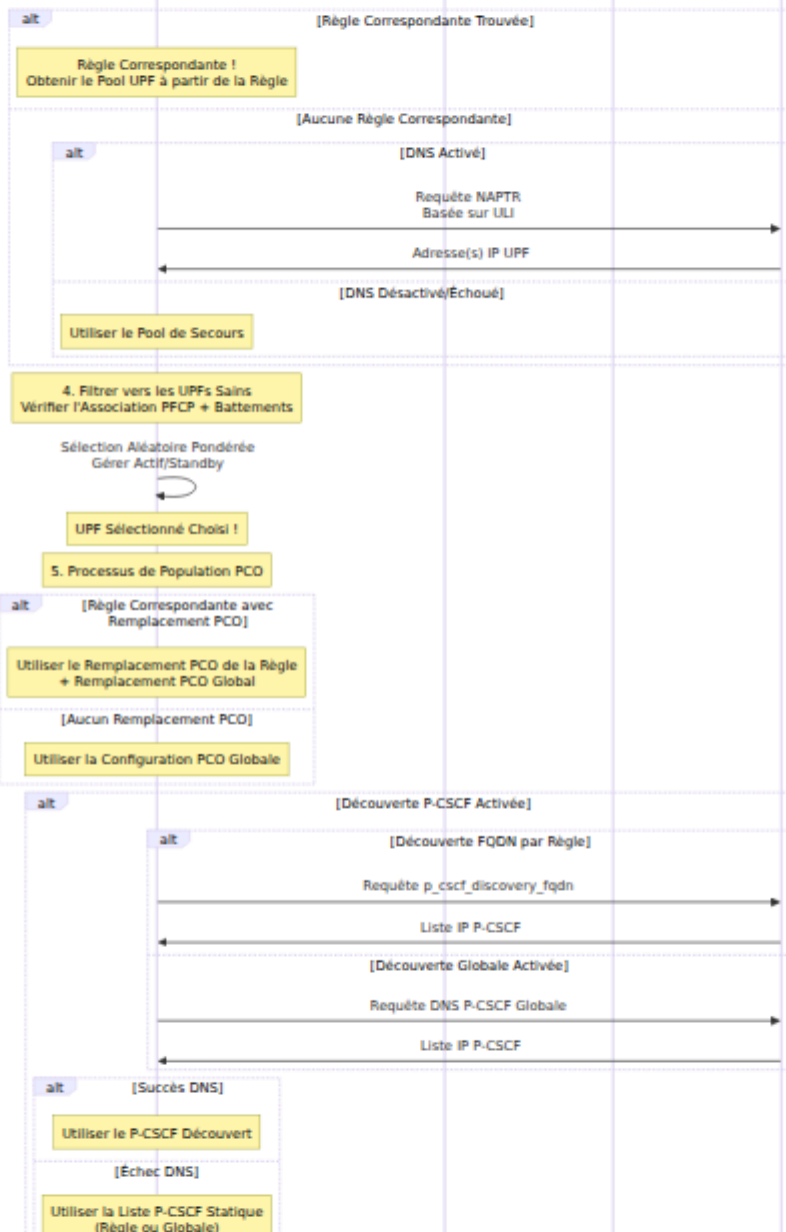 alt
[Règle Correspondante Trouvée]
Règle Correspondante !
Obtenir le Pool UPF à partir de la Règle
[Aucune Règle Correspondante]
alt
[DNS Activé]
Requête NAPTR
Basée sur ULI
Adresse(s) IP UPF
[DNS Désactivé/Échoué]
Utiliser le Pool de Secours
4. Filtrer vers les UPFs Sains
Vérifier l'Association PFCP + Battements
Sélection Aléatoire Pondérée
Gérer Actif/Standby
UPF Sélectionné Choisi !
5. Processus de Population PCO
alt
[Règle Correspondante avec
Remplacement PCO]
Utiliser le Remplacement PCO de la Règle
+ Remplacement PCO Global
[Aucun Remplacement PCO]
Utiliser la Configuration PCO Globale
alt
[Découverte P-CSCF Activée]
alt
[Découverte FQDN par Règle]
Requête p_cscf_discovery_fqdn
Liste IP P-CSCF
[Découverte Globale Activée]
Requête DNS P-CSCF Globale
Liste IP P-CSCF
alt
[Succès DNS]
Utiliser le P-CSCF Découvert
[Échec DNS]
Utiliser la Liste P-CSCF Statique
(Règle ou Globale)